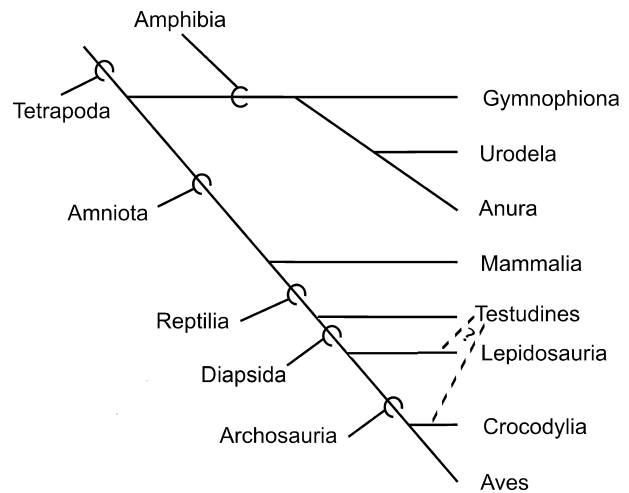 Amphibia
Tetrapoda
Gymnophiona
Urodela
Amniota
Anura
Mammalia
Reptilia
Testudines
?
Diapsida
Lepidosauria
Archosauria
Crocodylia
Aves